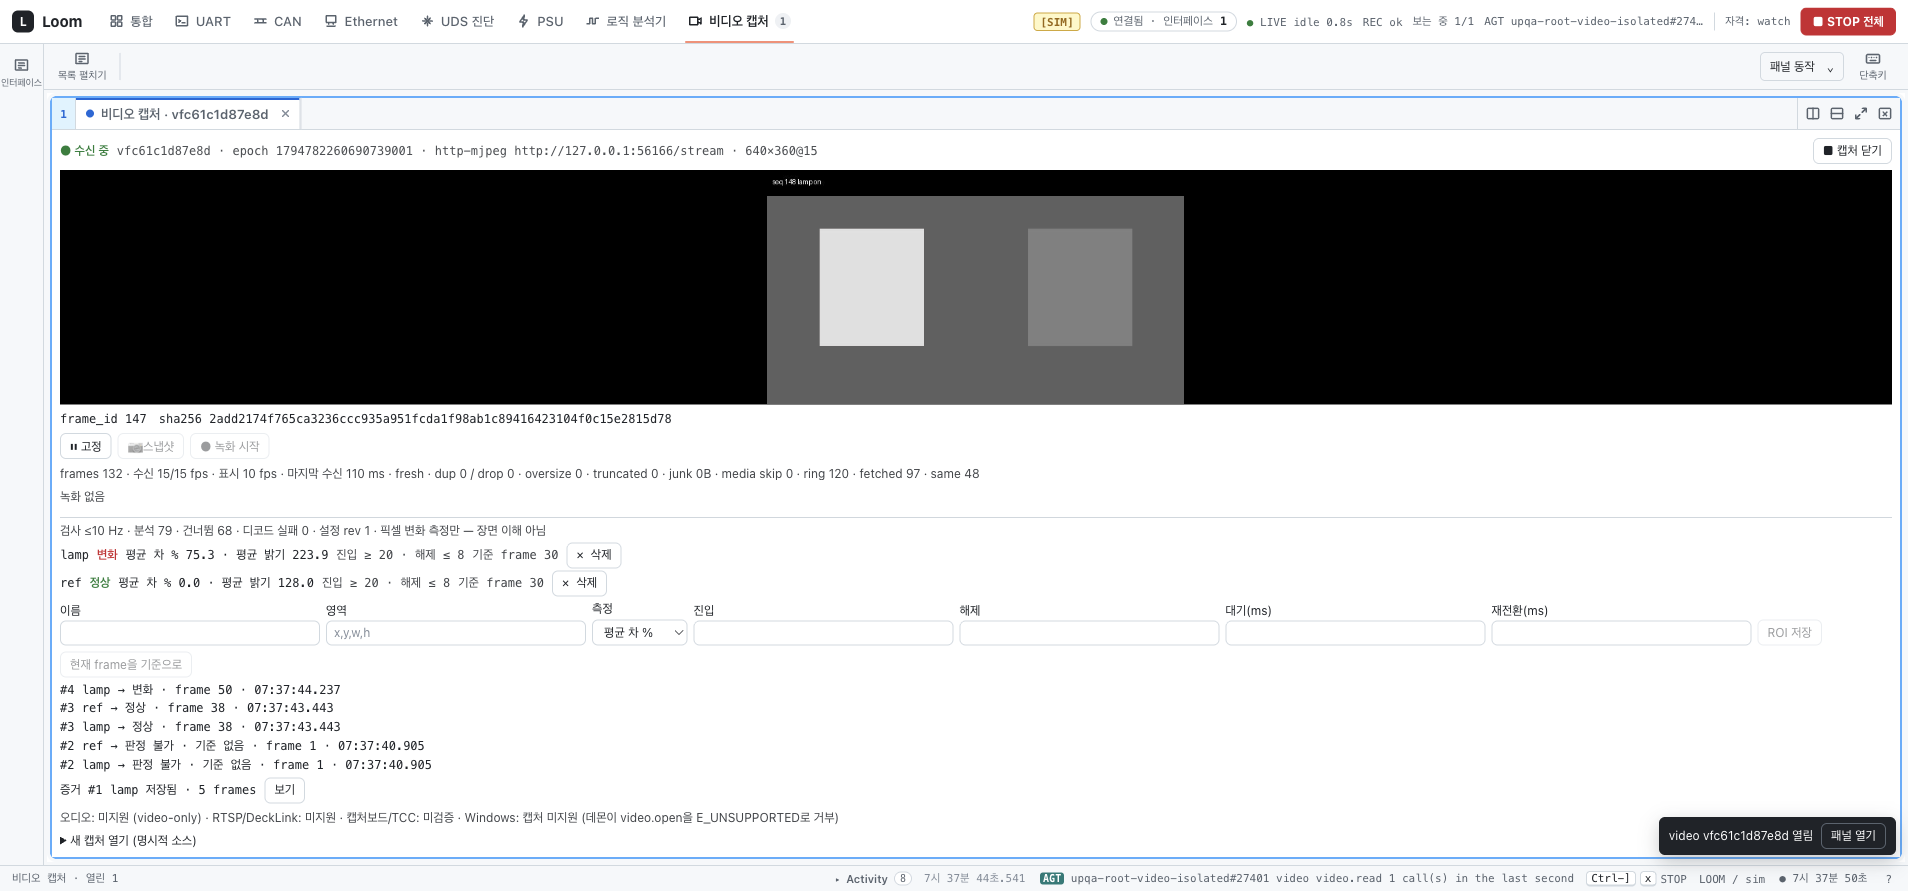 L Loom 통합 UART CAN Ethernet UDS 진단 PSU 로직 분석기 비디오 캡처 1 [SIM] 연결됨 · 인터페이스 1 LIVE idle 0.8s REC ok 보는 중 1/1 AGT upqa-root-video-isolated#274… 자격: watch STOP 전체
인터페이스 목록 펼치기 패널 동작 단축키
1 비디오 캡처 · vfc61c1d87e8d ×
수신 중 vfc61c1d87e8d · epoch 1794782260690739001 · http-mjpeg http://127.0.0.1:56166/stream · 640×360@15 캡처 닫기
seq 148 lamp on
frame_id 147 sha256 2add2174f765ca3236ccc935a951fcda1f98ab1c89416423104f0c15e2815d78
고정 스냅샷 녹화 시작
frames 132 · 수신 15/15 fps · 표시 10 fps · 마지막 수신 110 ms · fresh · dup 0 / drop 0 · oversize 0 · truncated 0 · junk 0B · media skip 0 · ring 120 · fetched 97 · same 48
녹화 없음
검사 ≤10 Hz · 분석 79 · 건너뜀 68 · 디코드 실패 0 · 설정 rev 1 · 픽셀 변화 측정만 — 장면 이해 아님
lamp 변화 평균 차 % 75.3 · 평균 밝기 223.9 진입 ≥ 20 · 해제 ≤ 8 기준 frame 30 × 삭제
ref 정상 평균 차 % 0.0 · 평균 밝기 128.0 진입 ≥ 20 · 해제 ≤ 8 기준 frame 30 × 삭제
이름 영역 측정 진입 해제 대기(ms) 재전환(ms)
x,y,w,h 평균 차 % ROI 저장
현재 frame을 기준으로
#4 lamp → 변화 · frame 50 · 07:37:44.237
#3 ref → 정상 · frame 38 · 07:37:43.443
#3 lamp → 정상 · frame 38 · 07:37:43.443
#2 ref → 판정 불가 · 기준 없음 · frame 1 · 07:37:40.905
#2 lamp → 판정 불가 · 기준 없음 · frame 1 · 07:37:40.905
증거 #1 lamp 저장됨 · 5 frames 보기
오디오: 미지원 (video-only) · RTSP/DeckLink: 미지원 · 캡처보드/TCC: 미검증 · Windows: 캡처 미지원 (데몬이 video.open을 E_UNSUPPORTED로 거부)
새 캡처 열기 (명시적 소스)
video vfc61c1d87e8d 열림 패널 열기
비디오 캡처 · 열린 1 Activity 8 7시 37분 44초.541 AGT upqa-root-video-isolated#27401 video video.read 1 call(s) in the last second Ctrl-] x STOP LOOM / sim 7시 37분 50초 ?